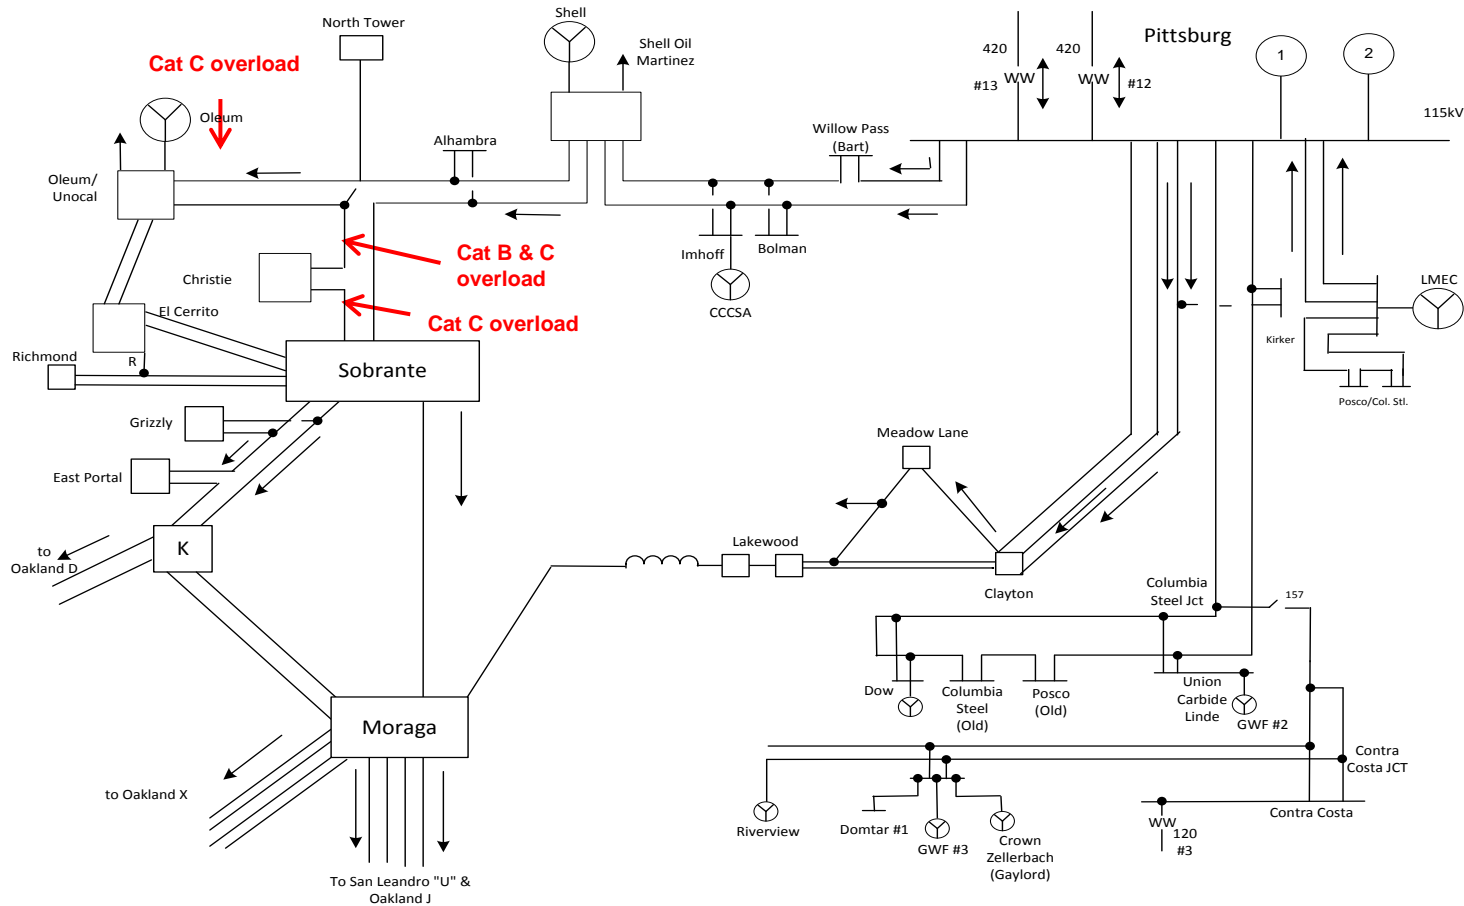 North Tower
Shell
Shell Oil
Martinez
420
WW
#13
420
WW
#12
Pittsburg
1
2
115kV
Cat C overload
Oleum
Alhambra
Willow Pass
(Bart)
Oleum/
Unocal
Imhoff
Bolman
CCCSA
Cat B & C
overload
Christie
Cat C overload
El Cerrito
R
Richmond
Sobrante
LMEC
Kirker
Posco/Col. Stl.
Grizzly
East Portal
Meadow Lane
K
to
Oakland D
Lakewood
Clayton
Columbia
Steel Jct
157
Dow
Columbia
Steel
(Old)
Posco
(Old)
Union
Carbide
Linde
GWF #2
Moraga
to Oakland X
Contra
Costa JCT
Riverview
Domtar #1
GWF #3
Crown
Zellerbach
(Gaylord)
Contra Costa
WW
120
#3
To San Leandro "U" &
Oakland J